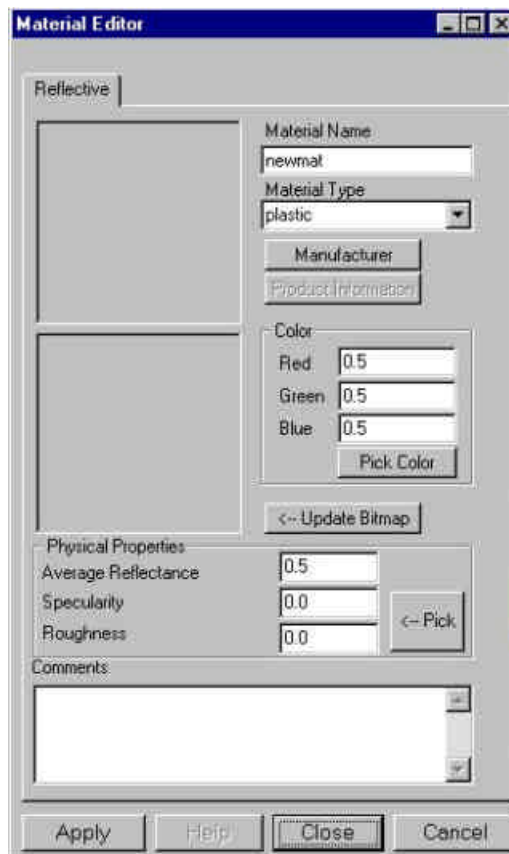 Material Editor
Reflective
Material Name
newmat
Material Type
plastic
Manufacturer
Product Information
Color
Red 0.5
Green 0.5
Blue 0.5
Pick Color
<-- Update Bitmap
Physical Properties
Average Reflectance 0.5
Specularity 0.0
Roughness 0.0
<-- Pick
Comments
Apply Help Close Cancel